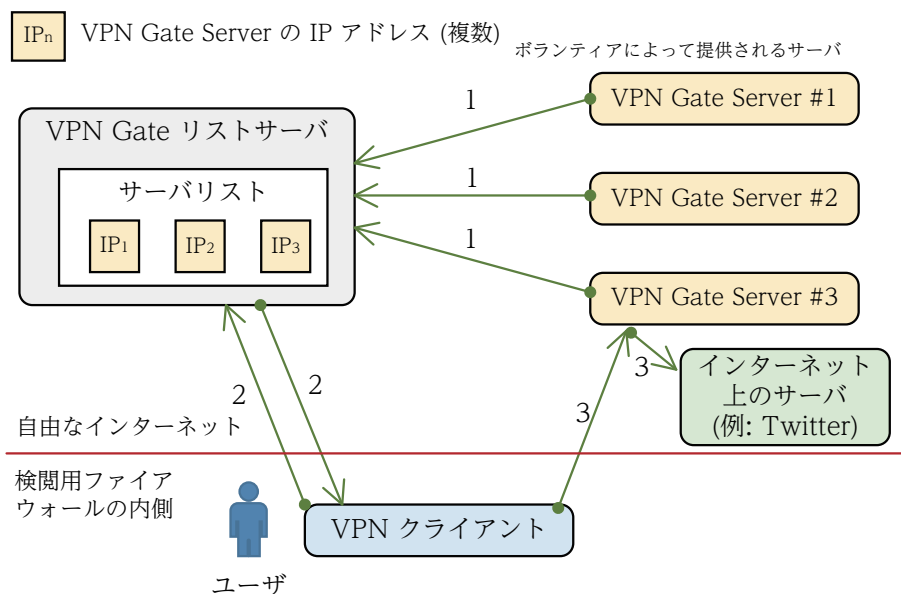 IPn VPN Gate Server の IP アドレス (複数)
ボランティアによって提供されるサーバ
VPN Gate リストサーバ
サーバリスト
IP1 IP2 IP3
1
VPN Gate Server #1
1
VPN Gate Server #2
1
VPN Gate Server #3
2
2
3
3
インターネット
上のサーバ
(例: Twitter)
自由なインターネット
検閲用ファイア
ウォールの内側
VPN クライアント
ユーザ